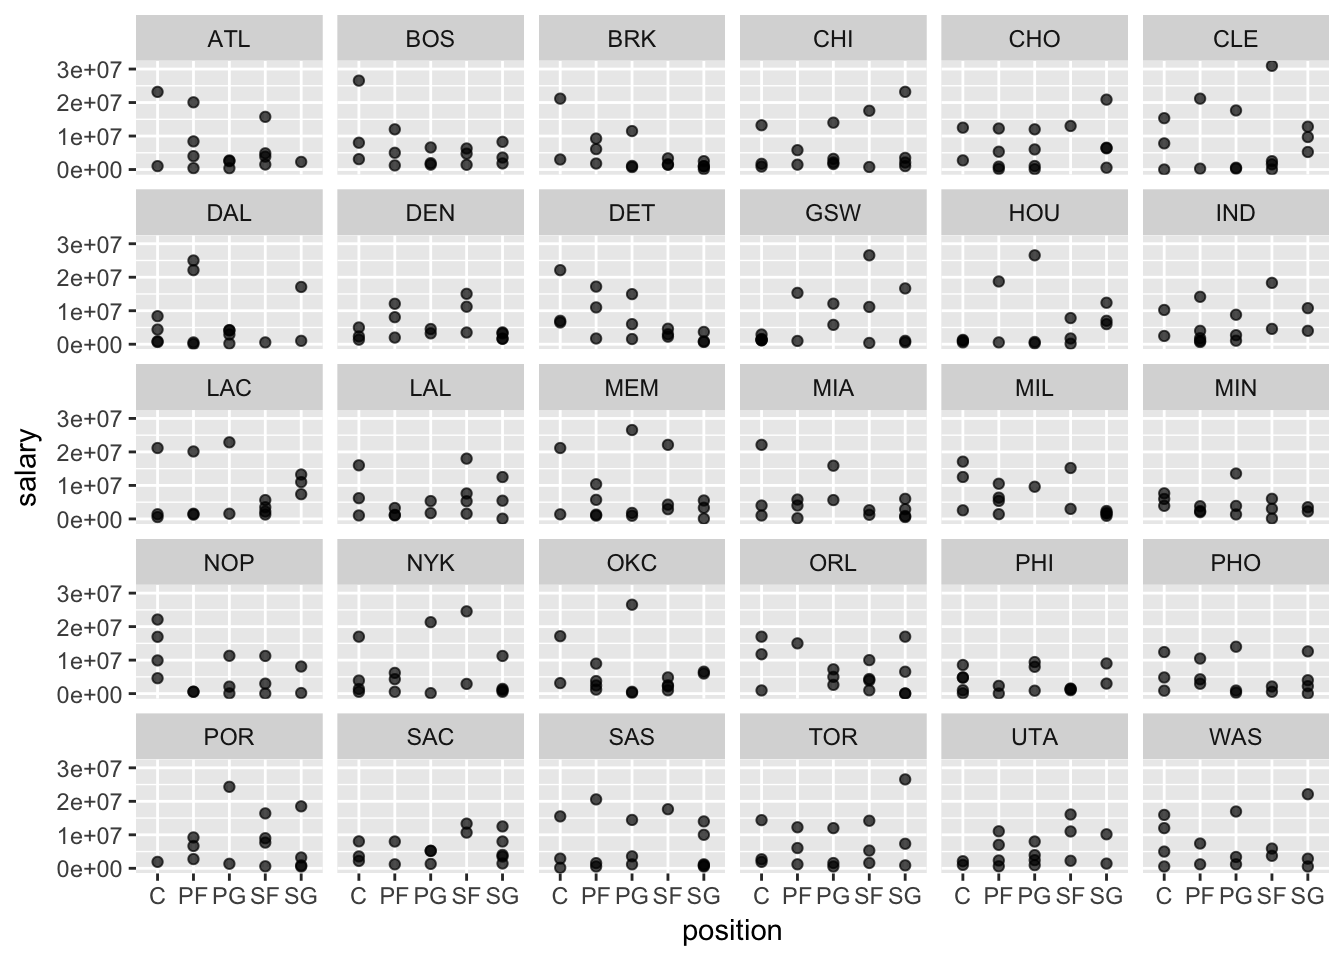 ATL BOS BRK CHI CHO CLE
3e+07
2e+07
1e+07
0e+00
DAL DEN DET GSW HOU IND
3e+07
2e+07
1e+07
0e+00
LAC LAL MEM MIA MIL MIN
3e+07
2e+07
1e+07
0e+00
salary
NOP NYK OKC ORL PHI PHO
3e+07
2e+07
1e+07
0e+00
POR SAC SAS TOR UTA WAS
3e+07
2e+07
1e+07
0e+00
C PF PG SF SG C PF PG SF SG C PF PG SF SG C PF PG SF SG C PF PG SF SG C PF PG SF SG
position